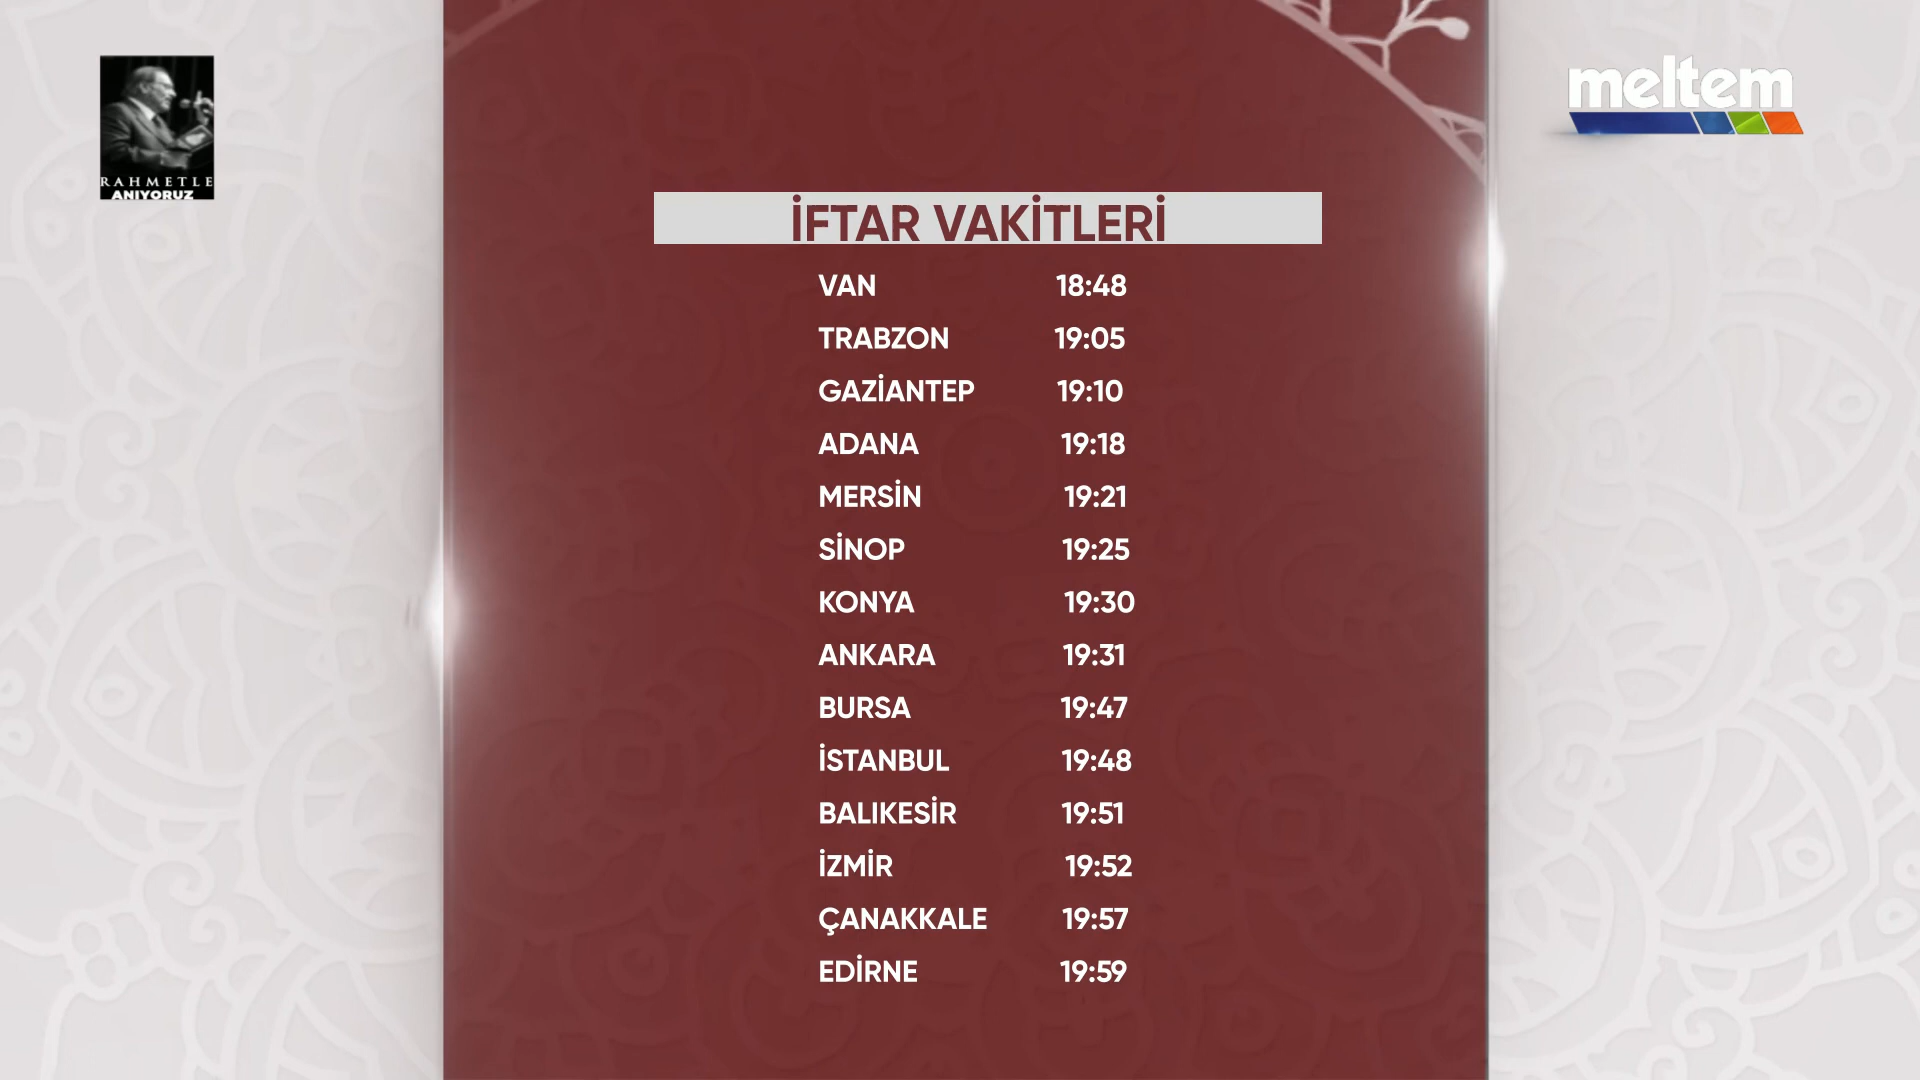 RAHMETLE
ANIYORUZ
meltem
İFTAR VAKİTLERİ
VAN 18:48
TRABZON 19:05
GAZİANTEP 19:10
ADANA 19:18
MERSİN 19:21
SİNOP 19:25
KONYA 19:30
ANKARA 19:31
BURSA 19:47
İSTANBUL 19:48
BALIKESİR 19:51
İZMİR 19:52
ÇANAKKALE 19:57
EDİRNE 19:59